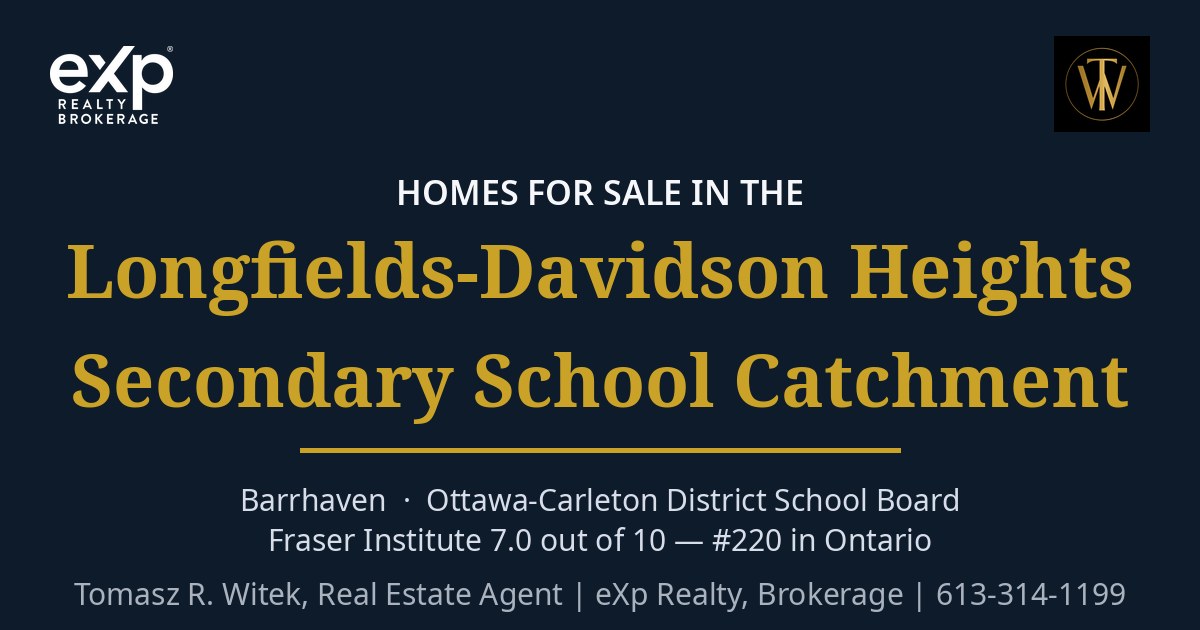 eXp®
REALTY
BROKERAGE
TW
HOMES FOR SALE IN THE
Longfields-Davidson Heights
Secondary School Catchment
Barrhaven · Ottawa-Carleton District School Board
Fraser Institute 7.0 out of 10 — #220 in Ontario
Tomasz R. Witek, Real Estate Agent | eXp Realty, Brokerage | 613-314-1199